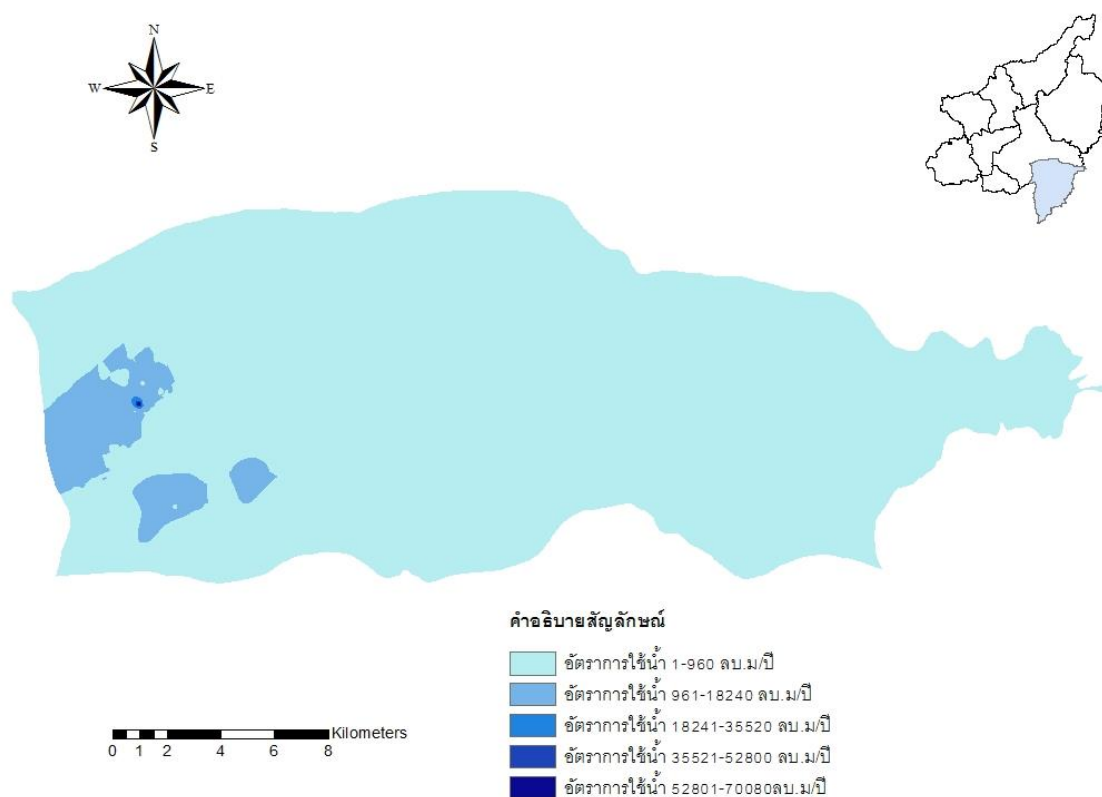 N
W E
S
คำอธิบายสัญลักษณ์
อัตราการใช้น้ำ 1-960 ลบ.ม/ปี
อัตราการใช้น้ำ 961-18240 ลบ.ม/ปี
อัตราการใช้น้ำ 18241-35520 ลบ.ม/ปี
อัตราการใช้น้ำ 35521-52800 ลบ.ม/ปี
อัตราการใช้น้ำ 52801-70080ลบ.ม/ปี
Kilometers
0 1 2 4 6 8